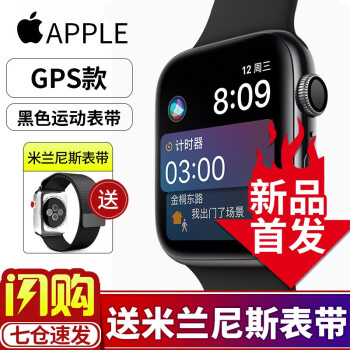 APPLE
GPS款
黑色运动表带
米兰尼斯表带
送
12 周三
8:09
计时器
03:00
金桐东路
我出门了场景
新品
首发
闪购
七仓速发
送米兰尼斯表带